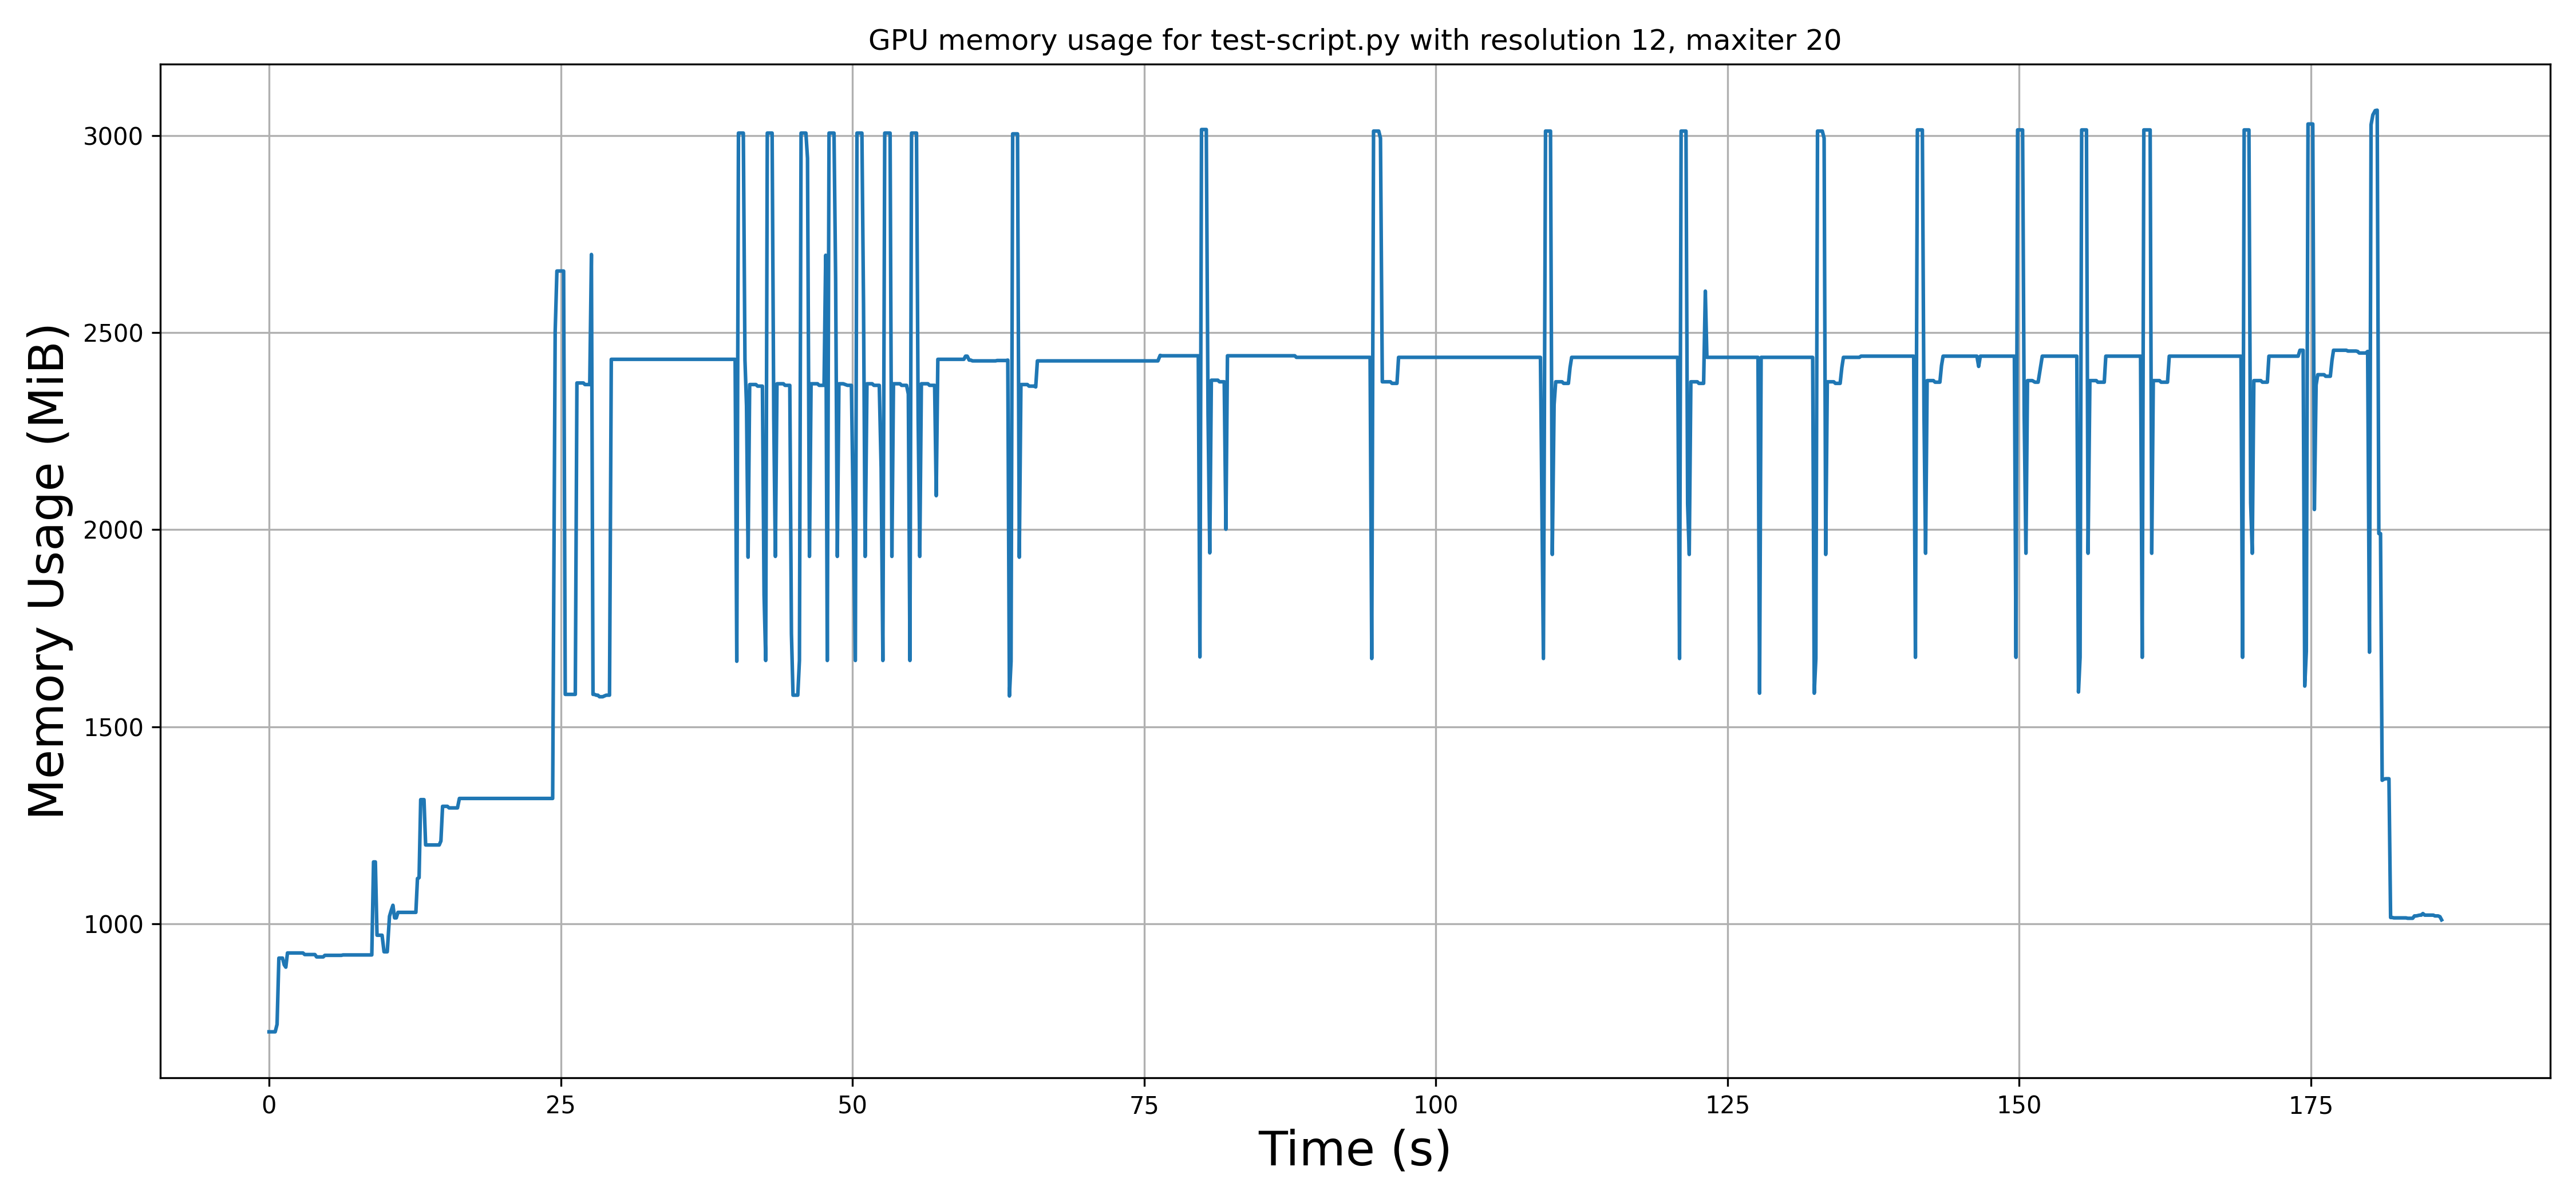 GPU memory usage for test-script.py with resolution 12, maxiter 20
Memory Usage (MiB)
3000
2500
2000
1500
1000
0 25 50 75 100 125 150 175
Time (s)